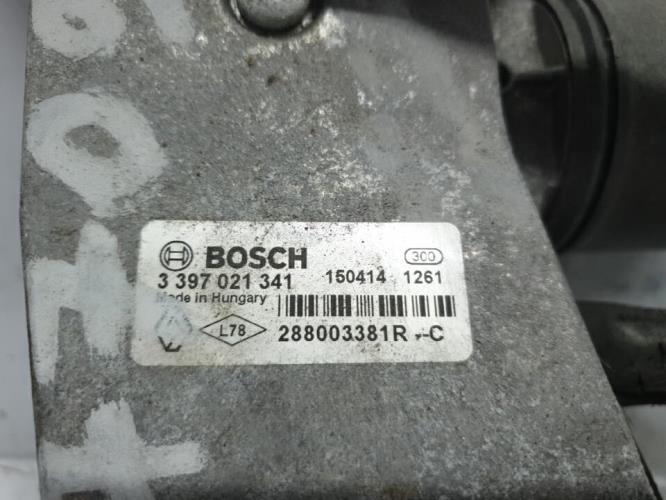 BOSCH 300
3 397 021 341 150414 1261
Made in Hungary
L78 288003381R --C